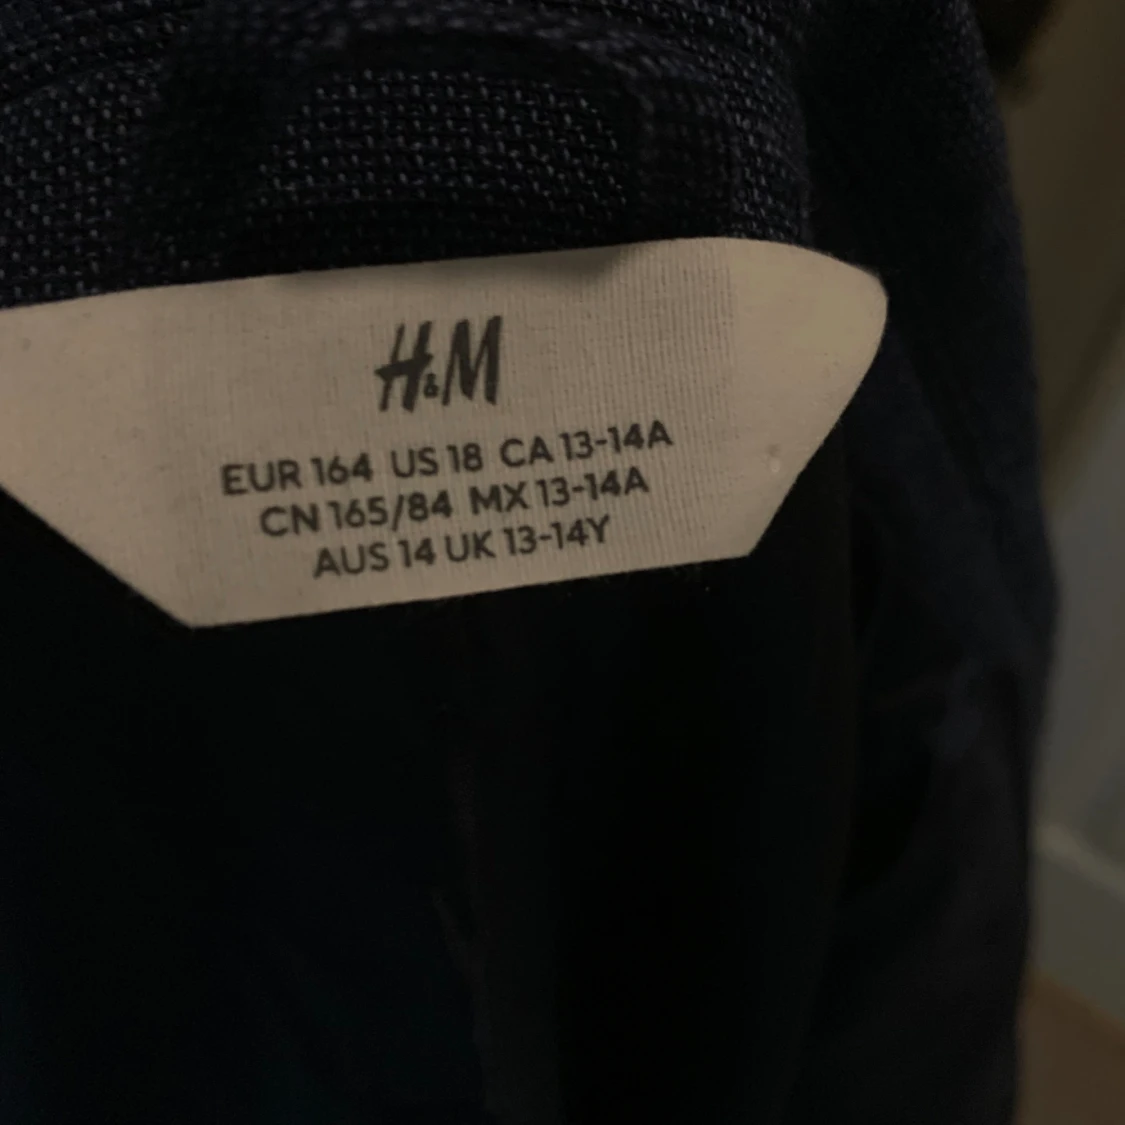 H&M
EUR 164 US 18 CA 13-14A
CN 165/84 MX 13-14A
AUS 14 UK 13-14Y